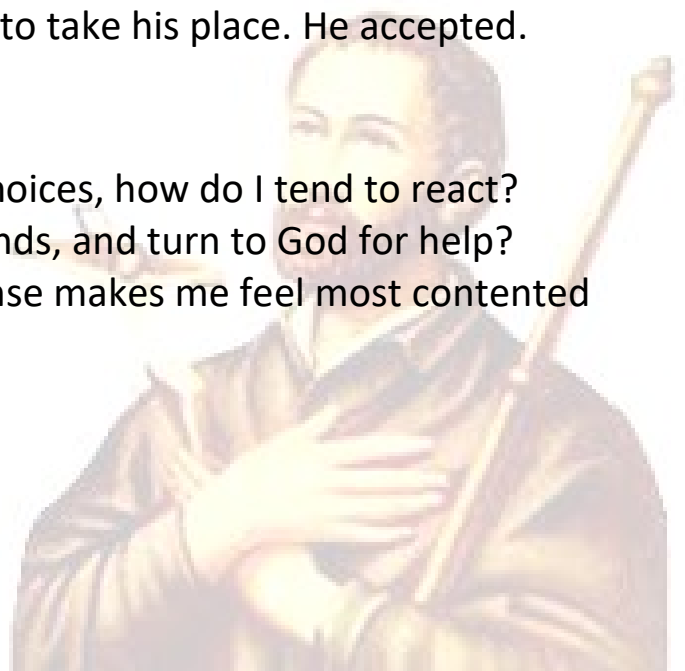 to take his place. He accepted.
hoices, how do I tend to react?
nds, and turn to God for help?
nse makes me feel most contented